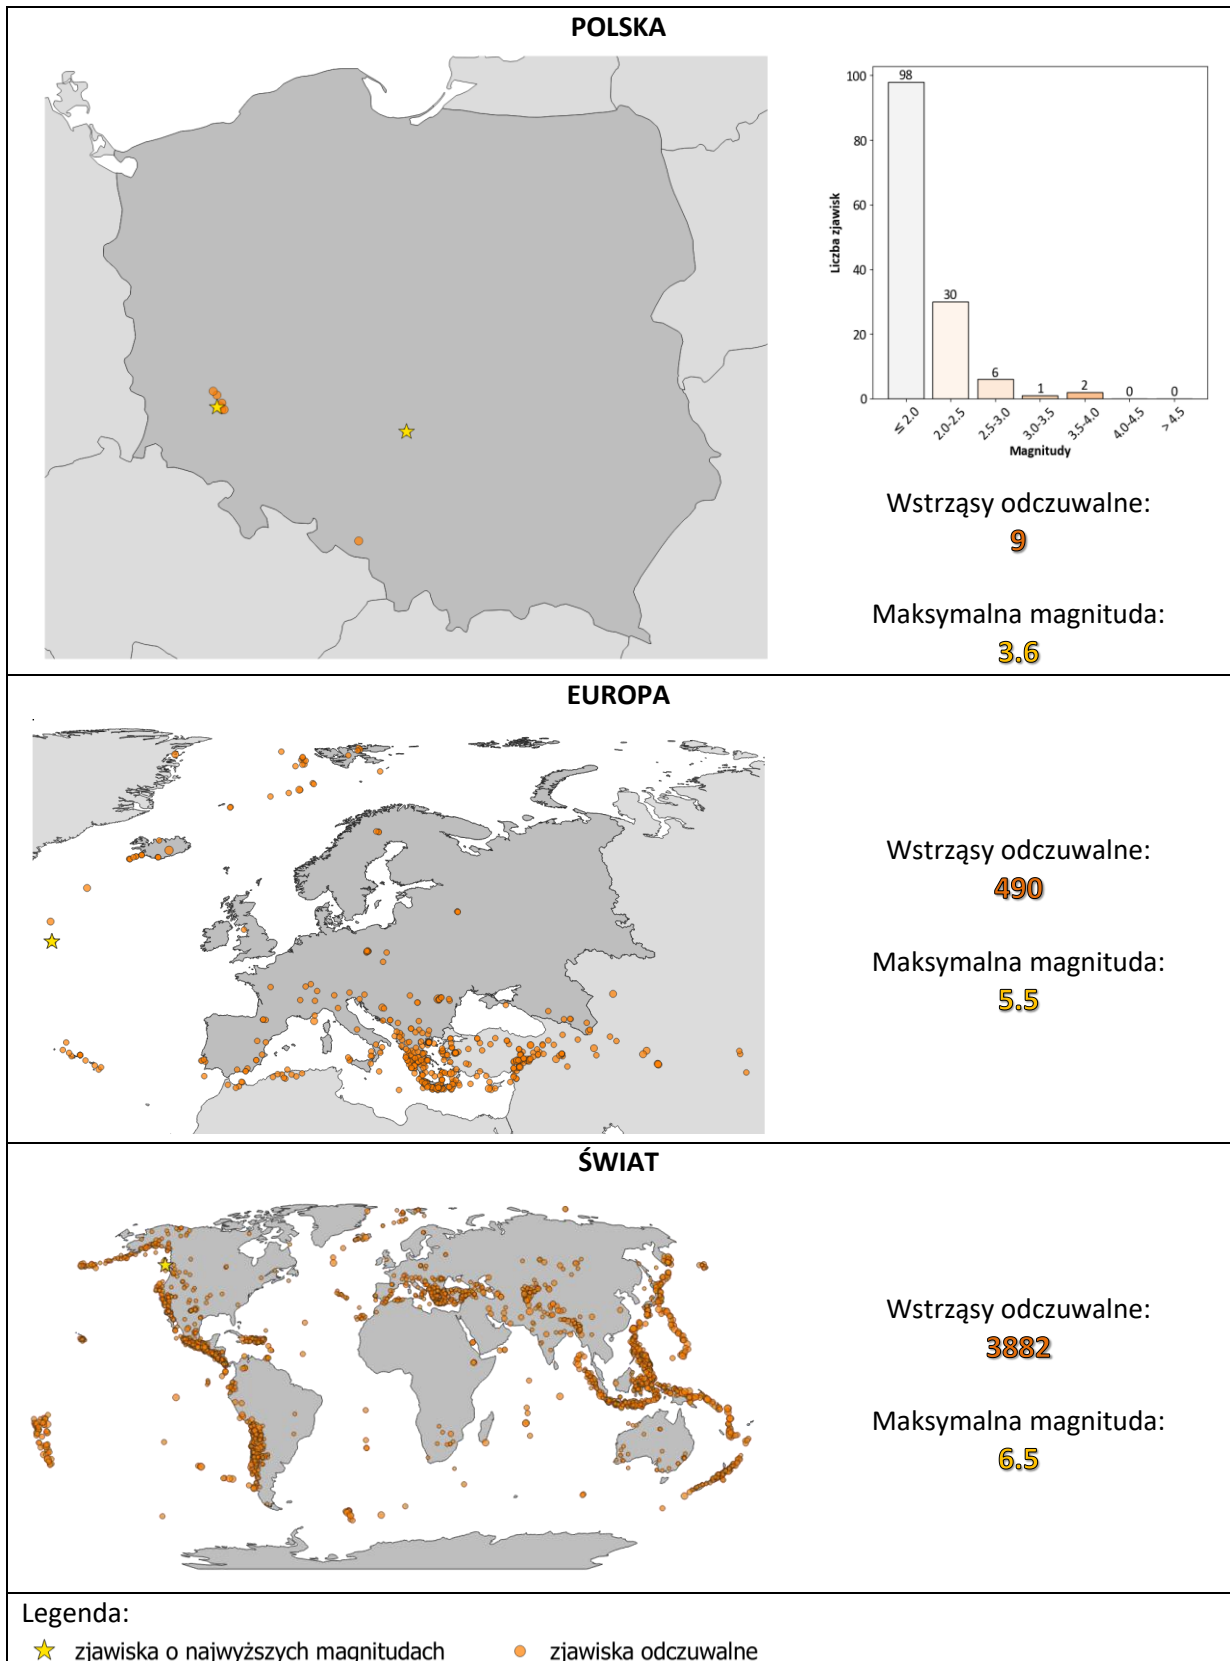 POLSKA
100
80
60
40
20
0
Liczba zjawisk
98
30
6
1
2
0
0
≤ 2.0
2.0-2.5
2.5-3.0
3.0-3.5
3.5-4.0
4.0-4.5
> 4.5
Magnitudy
Wstrząsy odczuwalne:
9
Maksymalna magnituda:
3.6
EUROPA
Wstrząsy odczuwalne:
490
Maksymalna magnituda:
5.5
ŚWIAT
Wstrząsy odczuwalne:
3882
Maksymalna magnituda:
6.5
Legenda:
zjawiska o najwyższych magnitudach
zjawiska odczuwalne